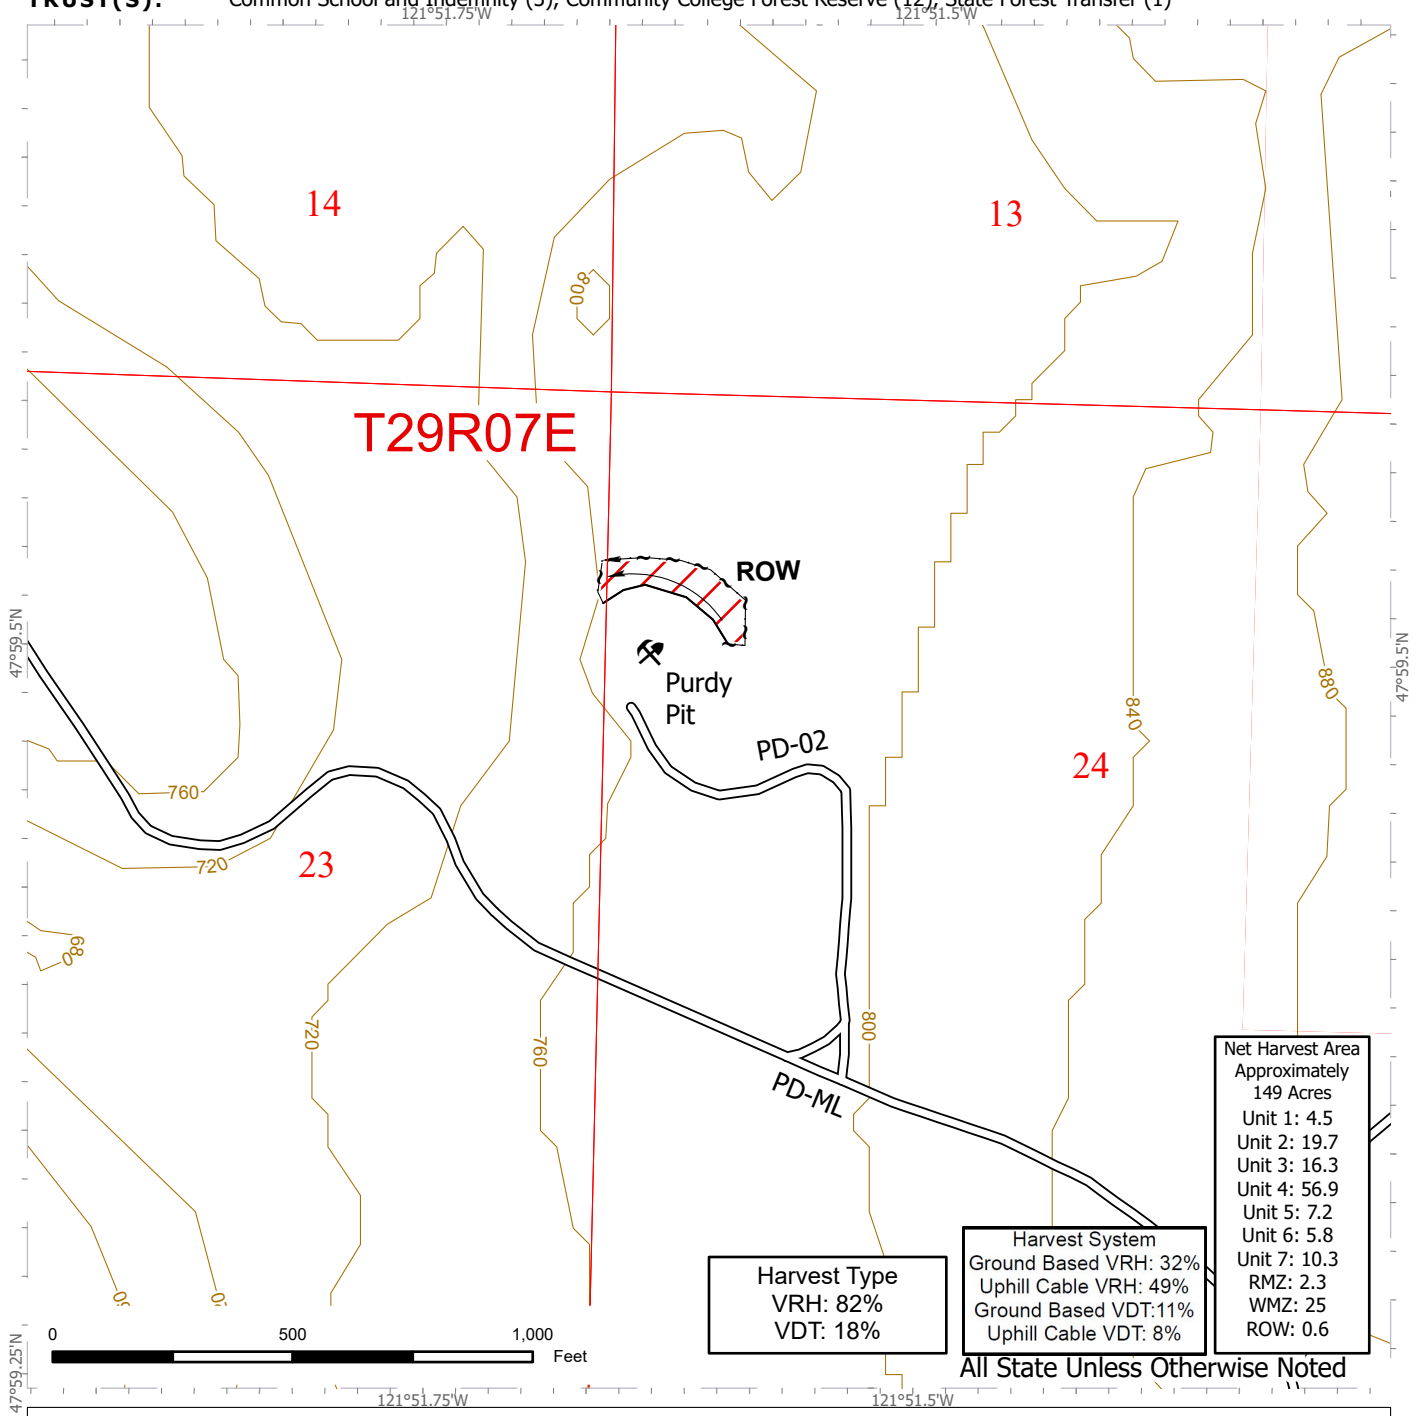 TRUST(S): Common School and Indemnity (3), Community College Forest Reserve (12), State Forest Transfer (1)
121°51.75'W
121°51.5'W
14
13
800
T29R07E
ROW
47°59.5'N
47°59.5'N
Purdy
Pit
880
840
PD-02
24
760
720
23
680
720
760
800
PD-ML
Net Harvest Area
Approximately
149 Acres
Unit 1: 4.5
Unit 2: 19.7
Unit 3: 16.3
Unit 4: 56.9
Unit 5: 7.2
Unit 6: 5.8
Unit 7: 10.3
RMZ: 2.3
WMZ: 25
ROW: 0.6
Harvest System
Ground Based VRH: 32%
Uphill Cable VRH: 49%
Ground Based VDT:11%
Uphill Cable VDT: 8%
Harvest Type
VRH: 82%
VDT: 18%
0 500 1,000
Feet
47°59.25'N
All State Unless Otherwise Noted
121°51.75'W
121°51.5'W